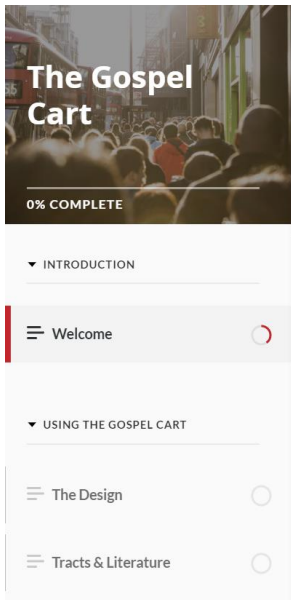 The Gospel
Cart
0% COMPLETE
INTRODUCTION
Welcome
USING THE GOSPEL CART
The Design
Tracts & Literature